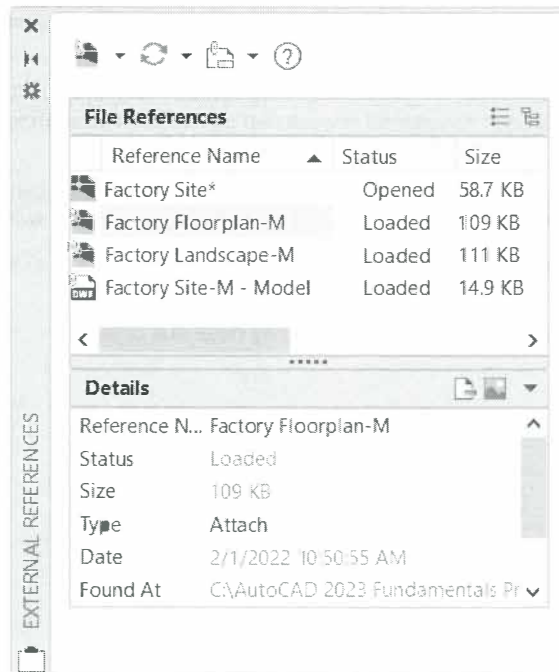 File References
Reference Name Status Size
Factory Site* Opened 58.7 KB
Factory Floorplan-M Loaded 109 KB
Factory Landscape-M Loaded 111 KB
DWF Factory Site-M - Model Loaded 14.9 KB
Details
Reference N... Factory Floorplan-M
Status Loaded
Size 109 KB
Type Attach
Date 2/1/2022 10:50:55 AM
Found At C:\AutoCAD 2023 Fundamentals Pr
EXTERNAL REFERENCES